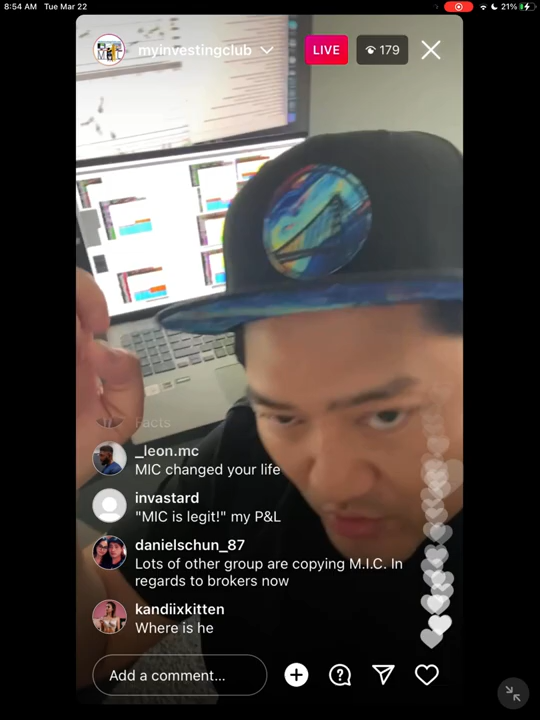 8:54 AM Tue Mar 22
21%
myinvestingclub
LIVE
179
Facts
_leon.mc
MIC changed your life
invastard
"MIC is legit!" my P&L
danielschun_87
Lots of other group are copying M.I.C. In
regards to brokers now
kandiixkitten
Where is he
Add a comment...